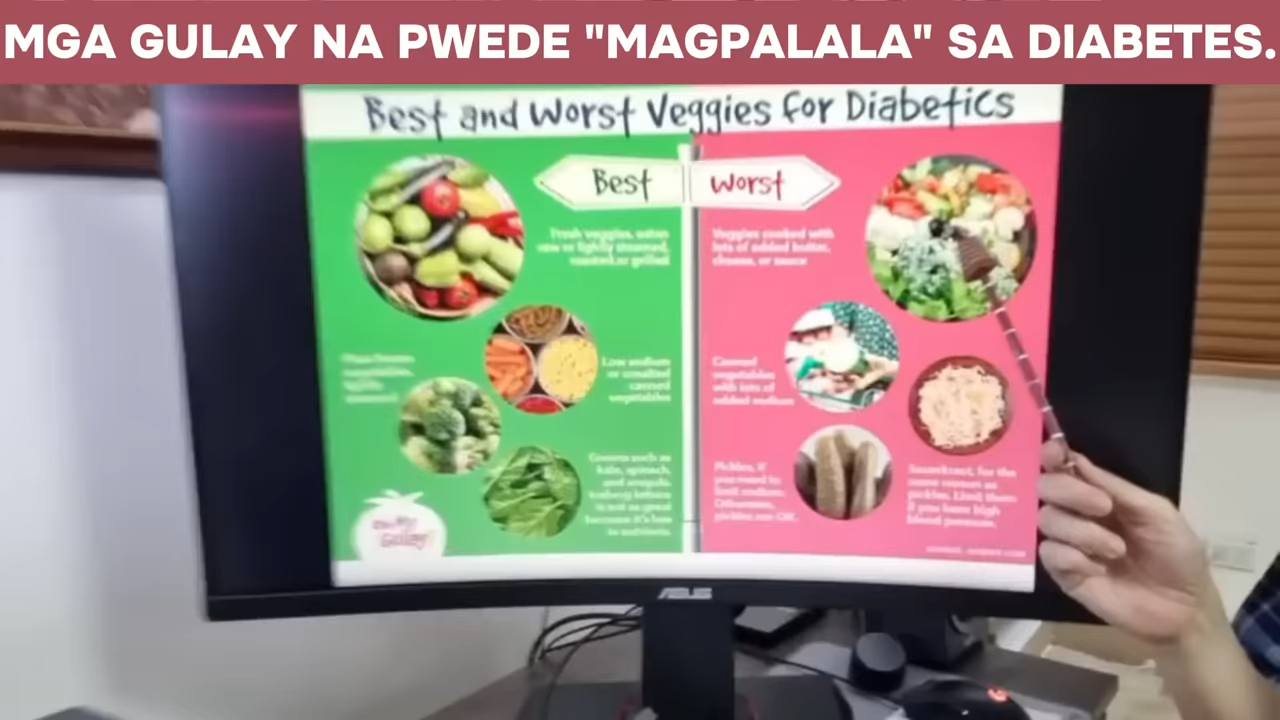 MGA GULAY NA PWEDE "MAGPALALA" SA DIABETES.
Best and Worst Veggies for Diabetics
Best
Worst
Fresh veggies, eaten
raw or lightly steamed,
roasted or grilled
Veggies cooked with
lots of added butter,
cheese, or sauce
Low sodium
or unsalted
canned
vegetables
Canned
vegetables
with lots of
added sodium
Greens such as
kale, spinach,
and arugula.
Iceberg lettuce
is not as great
because it's low
in nutrients.
Pickles, if
you need to
limit sodium.
Otherwise,
pickles are OK.
Sauerkraut, for the
same reason as
pickles. Limit them
if you have high
blood pressure.
Gulay
ASUS